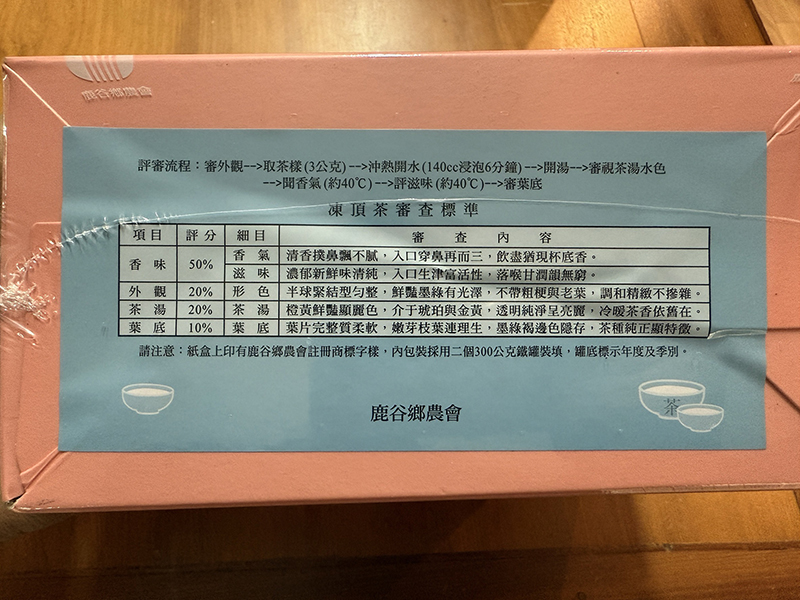 鹿谷鄉農會
評審流程：審外觀-->取茶樣(3公克)-->沖熱開水(140cc浸泡6分鐘)-->開湯-->審視茶湯水色
-->聞香氣(約40℃)-->評滋味(約40℃)-->審葉底
凍頂茶審查標準
項目 評分 細目 審查內容
香味 50% 香氣 清香撲鼻飄不膩，入口穿鼻再而三，飲盡猶現杯底香。
滋味 濃郁新鮮味清純，入口生津富活性，落喉甘潤韻無窮。
外觀 20% 形色 半球緊結型勻整，鮮豔墨綠有光澤，不帶粗梗與老葉，調和精緻不摻雜。
茶湯 20% 茶湯 橙黃鮮豔顯麗色，介于琥珀與金黃，透明純淨呈亮麗，冷暖茶香依舊在。
葉底 10% 葉底 葉片完整質柔軟，嫩芽枝葉連理生，墨綠褐邊色隱存，茶種純正顯特徵。
請注意：紙盒上印有鹿谷鄉農會註冊商標字樣，內包裝採用二個300公克鐵罐裝填，罐底標示年度及季別。
茶
鹿谷鄉農會